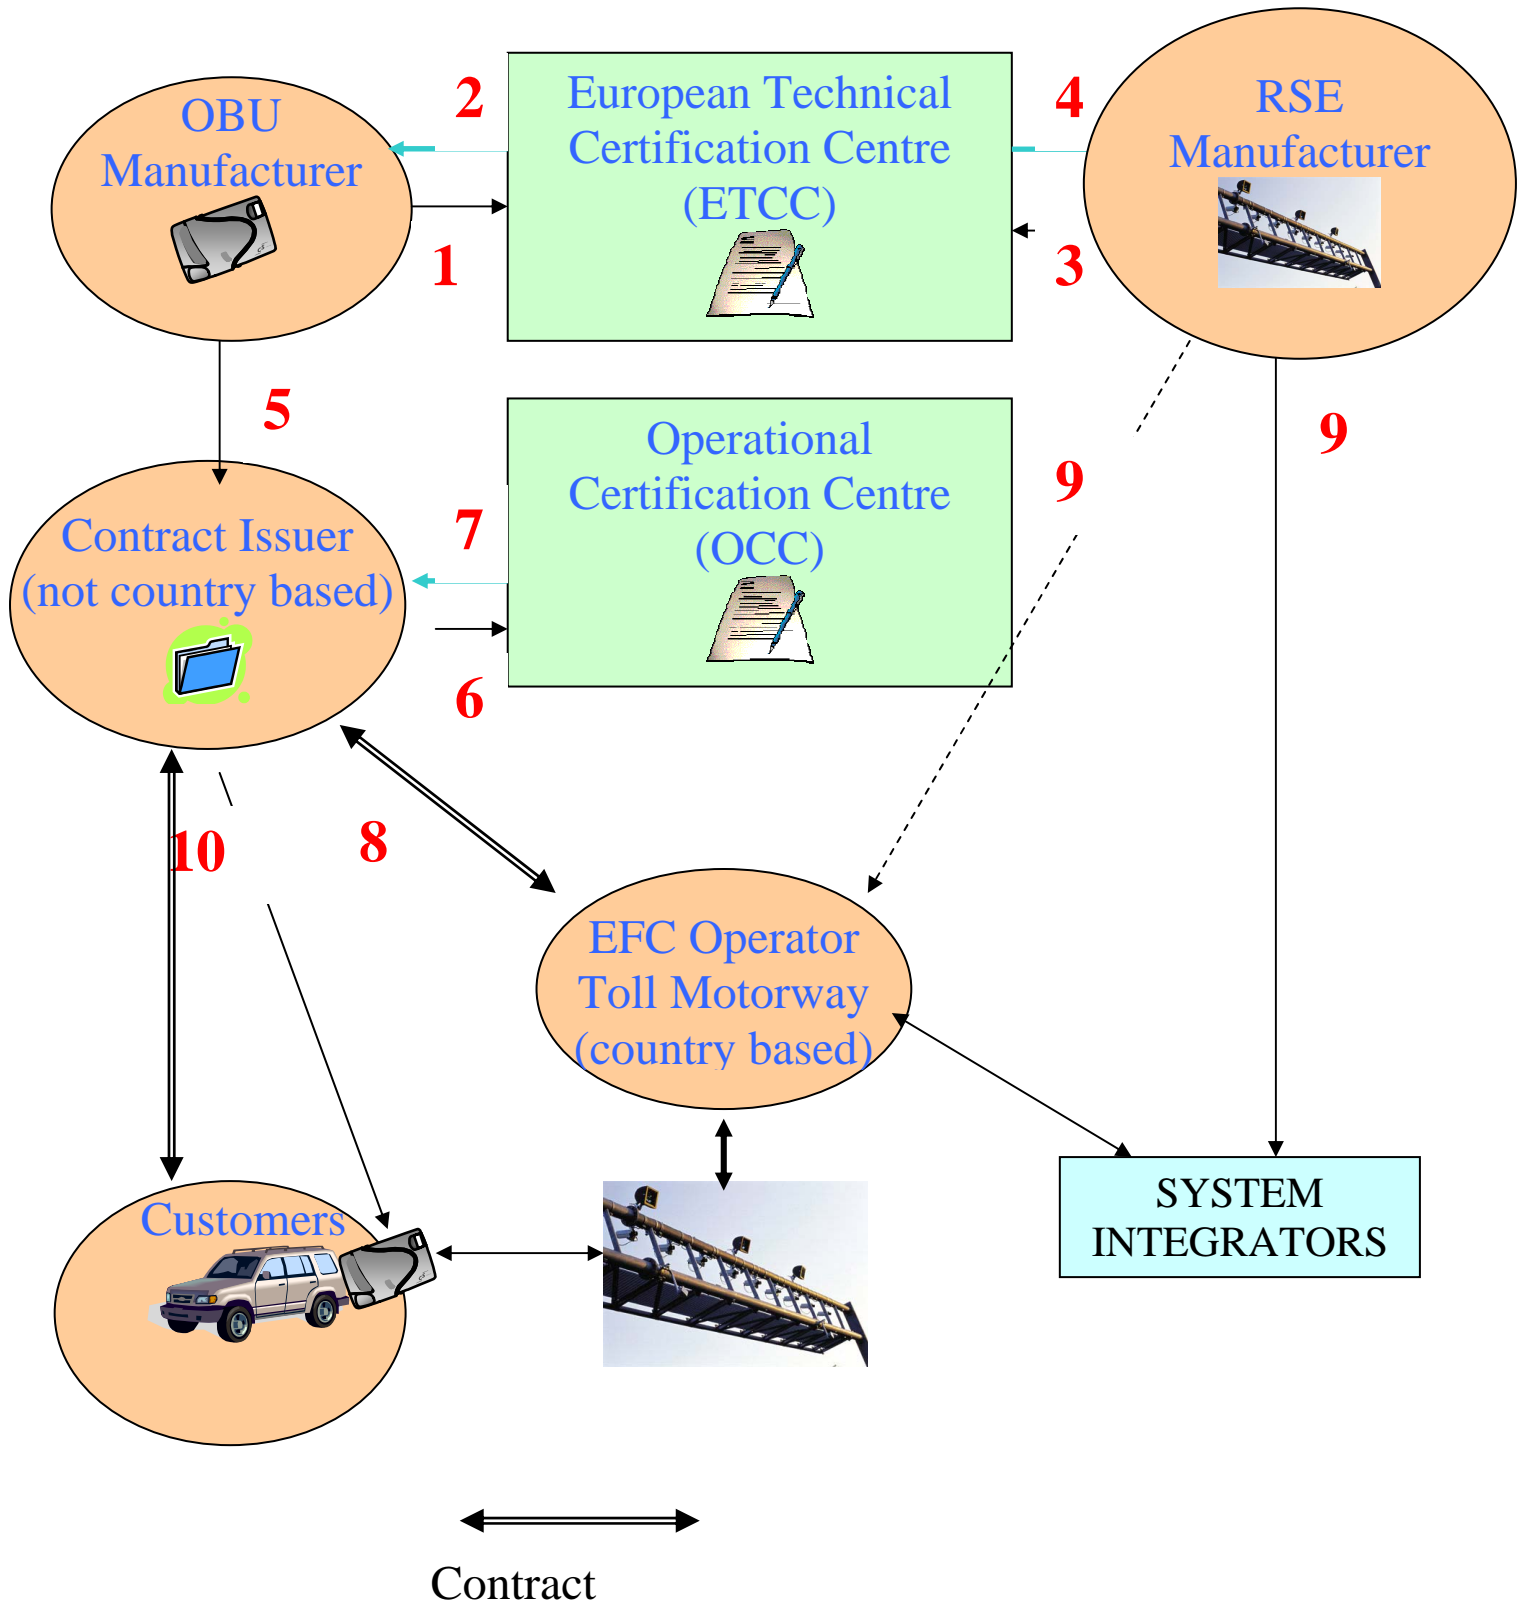 OBU
Manufacturer
2
European Technical
Certification Centre
(ETCC)
4
RSE
Manufacturer
1
3
5
9
Operational
Certification Centre
(OCC)
9
7
Contract Issuer
(not country based)
6
10
8
EFC Operator
Toll Motorway
(country based)
SYSTEM
INTEGRATORS
Customers
Contract